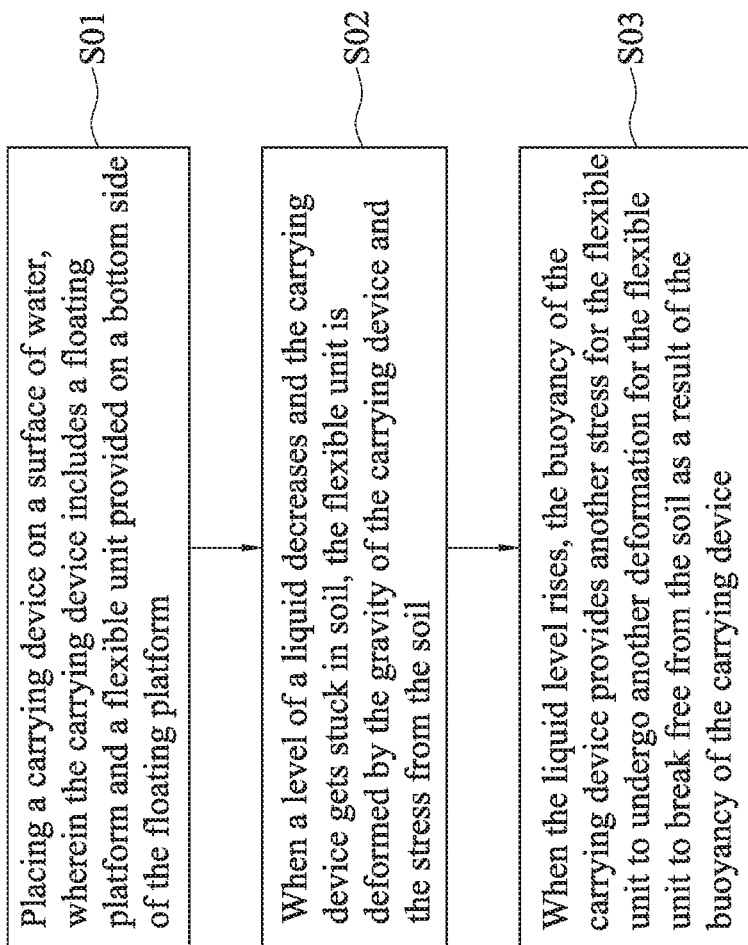 Placing a carrying device on a surface of water,
wherein the carrying device includes a floating
platform and a flexible unit provided on a bottom side
of the floating platform
S01
When a level of a liquid decreases and the carrying
device gets stuck in soil, the flexible unit is
deformed by the gravity of the carrying device and
the stress from the soil
S02
When the liquid level rises, the buoyancy of the
carrying device provides another stress for the flexible
unit to undergo another deformation for the flexible
unit to break free from the soil as a result of the
buoyancy of the carrying device
S03